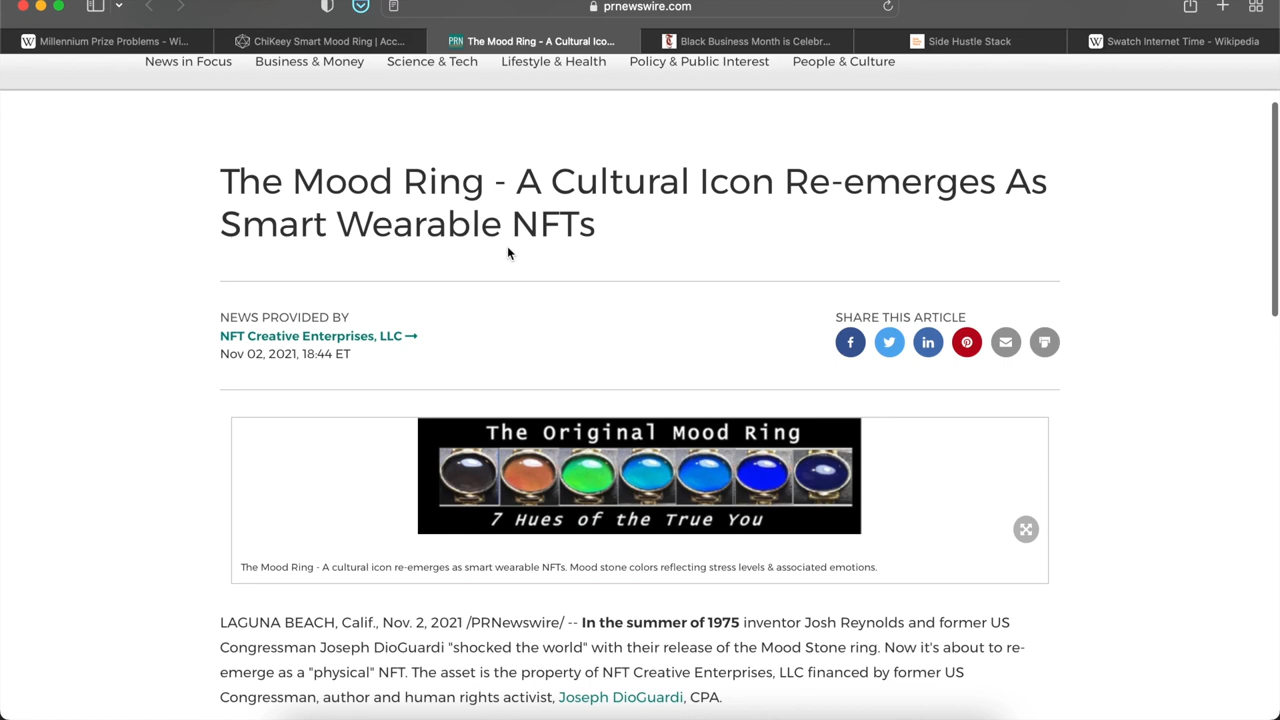 prnewswire.com
Millennium Prize Problems - Wi...
ChiKeey Smart Mood Ring | Acc...
PRN The Mood Ring - A Cultural Ico...
Black Business Month is Celebr...
Side Hustle Stack
Swatch Internet Time - Wikipedia
News in Focus Business & Money Science & Tech Lifestyle & Health Policy & Public Interest People & Culture
The Mood Ring - A Cultural Icon Re-emerges As
Smart Wearable NFTs
NEWS PROVIDED BY
NFT Creative Enterprises, LLC →
Nov 02, 2021, 18:44 ET
SHARE THIS ARTICLE
The Original Mood Ring
7 Hues of the True You
The Mood Ring - A cultural icon re-emerges as smart wearable NFTs. Mood stone colors reflecting stress levels & associated emotions.
LAGUNA BEACH, Calif., Nov. 2, 2021 /PRNewswire/ -- In the summer of 1975 inventor Josh Reynolds and former US
Congressman Joseph DioGuardi "shocked the world" with their release of the Mood Stone ring. Now it's about to re-
emerge as a "physical" NFT. The asset is the property of NFT Creative Enterprises, LLC financed by former US
Congressman, author and human rights activist, Joseph DioGuardi, CPA.